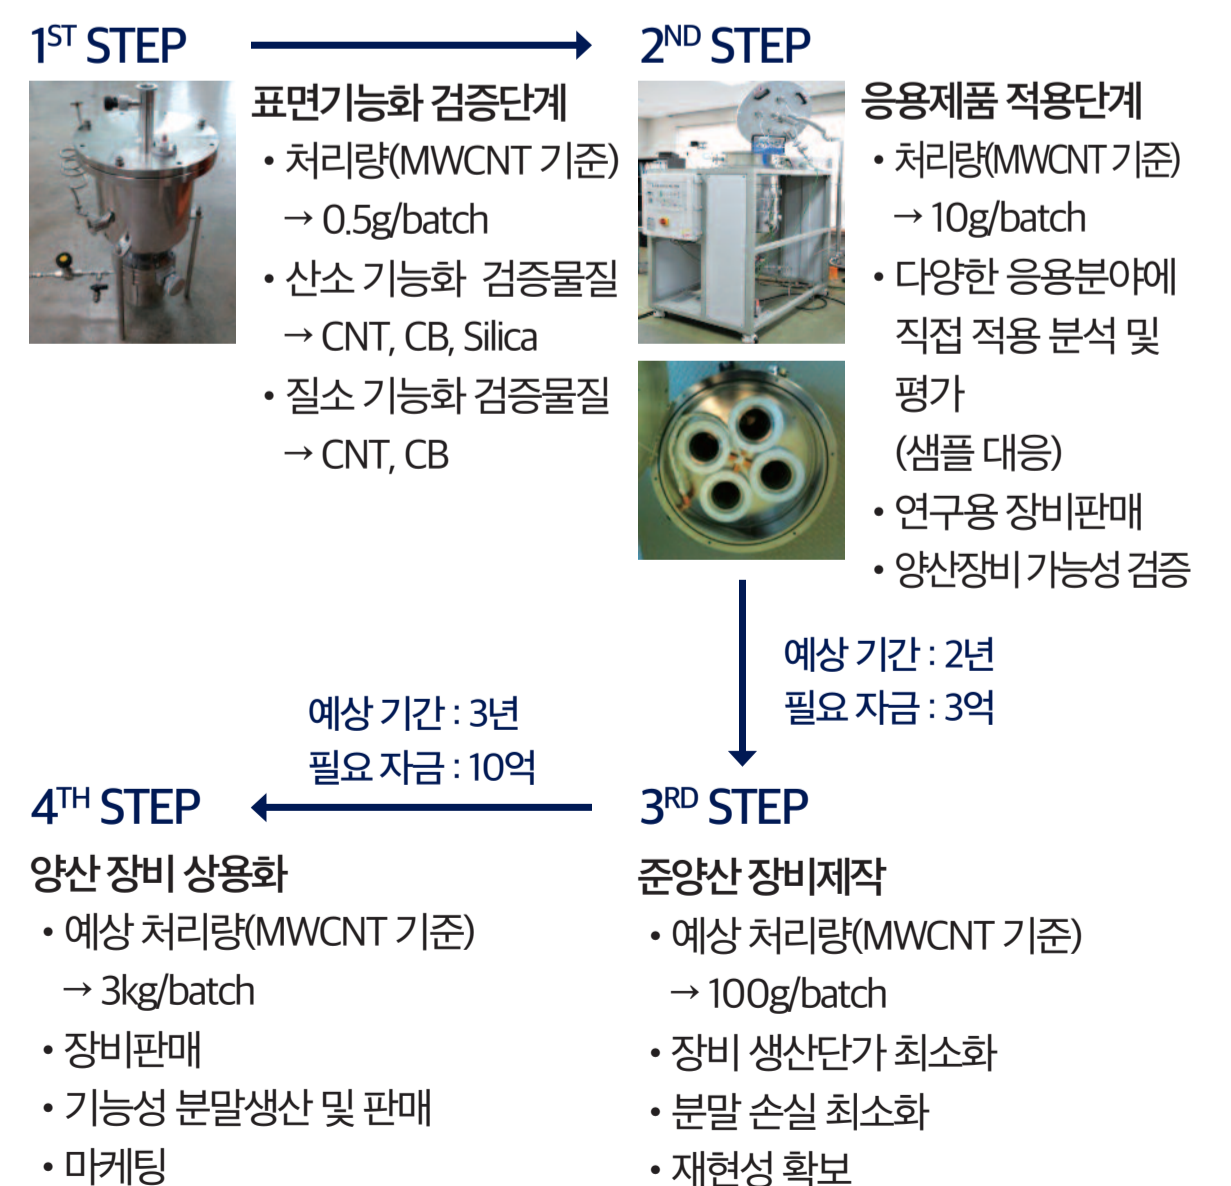 1ST STEP
표면기능화 검증단계
• 처리량(MWCNT 기준)
→ 0.5g/batch
• 산소 기능화 검증물질
→ CNT, CB, Silica
• 질소 기능화 검증물질
→ CNT, CB
2ND STEP
응용제품 적용단계
• 처리량(MWCNT 기준)
→ 10g/batch
• 다양한 응용분야에
직접 적용 분석 및
평가
(샘플 대응)
• 연구용 장비판매
• 양산장비 가능성 검증
예상 기간 : 2년
필요 자금 : 3억
3RD STEP
준양산 장비제작
• 예상 처리량(MWCNT 기준)
→ 100g/batch
• 장비 생산단가 최소화
• 분말 손실 최소화
• 재현성 확보
예상 기간 : 3년
필요 자금 : 10억
4TH STEP
양산 장비 상용화
• 예상 처리량(MWCNT 기준)
→ 3kg/batch
• 장비판매
• 기능성 분말생산 및 판매
• 마케팅